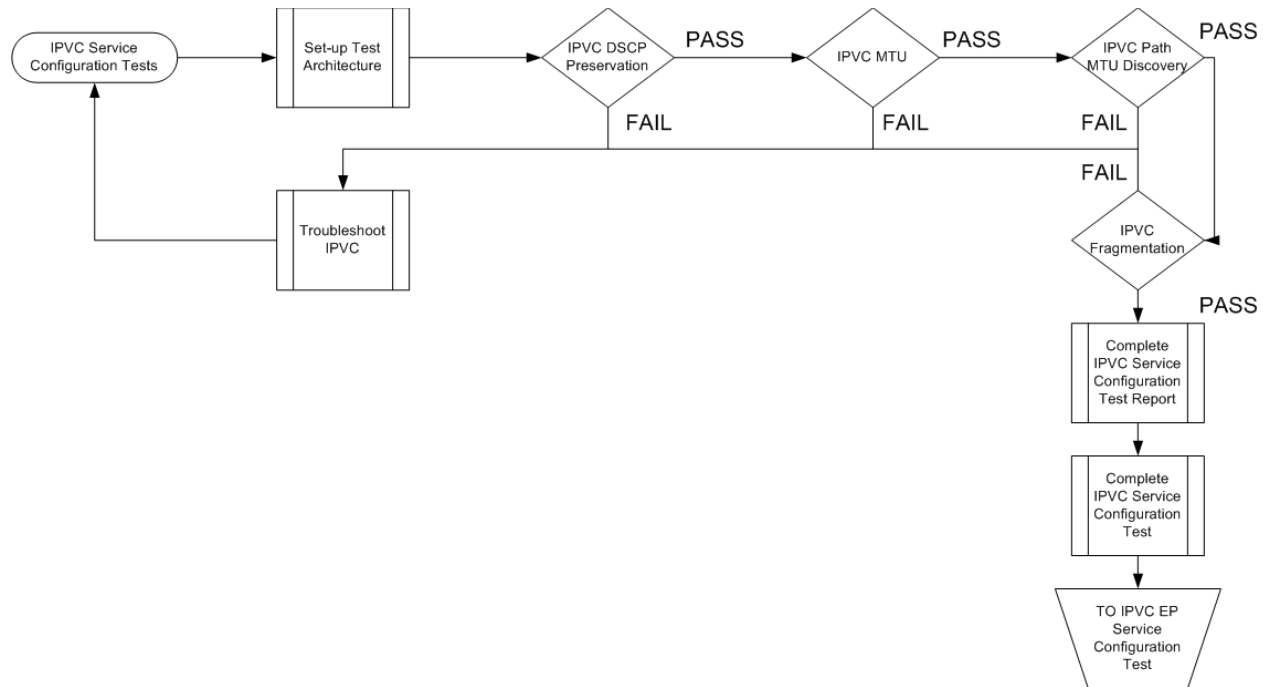 IPVC Service
Configuration Tests
Set-up Test
Architecture
IPVC DSCP
Preservation
PASS
IPVC MTU
PASS
IPVC Path
MTU Discovery
PASS
FAIL
FAIL
FAIL
FAIL
Troubleshoot
IPVC
IPVC
Fragmentation
PASS
Complete
IPVC Service
Configuration
Test Report
Complete
IPVC Service
Configuration
Test
TO IPVC EP
Service
Configuration
Test